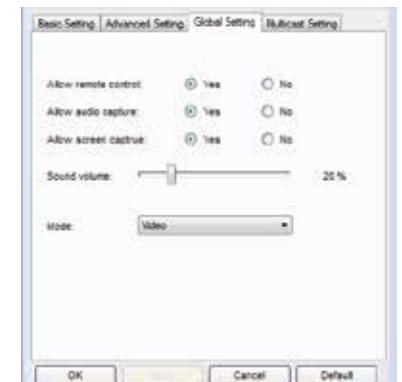 Basic Setting Advanced Setting Global Setting Multicast Setting
Allow remote control: Yes No
Allow audio capture: Yes No
Allow screen captrue: Yes No
Sound volume: 20 %
Mode: Video
OK Cancel Default